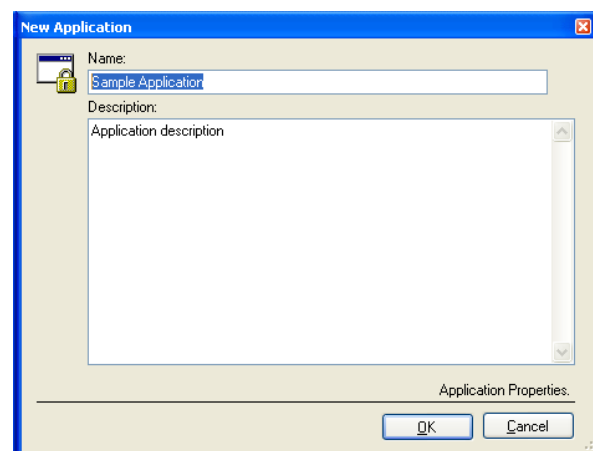 New Application
Name:
Sample Application
Description:
Application description
Application Properties.
OK
Cancel